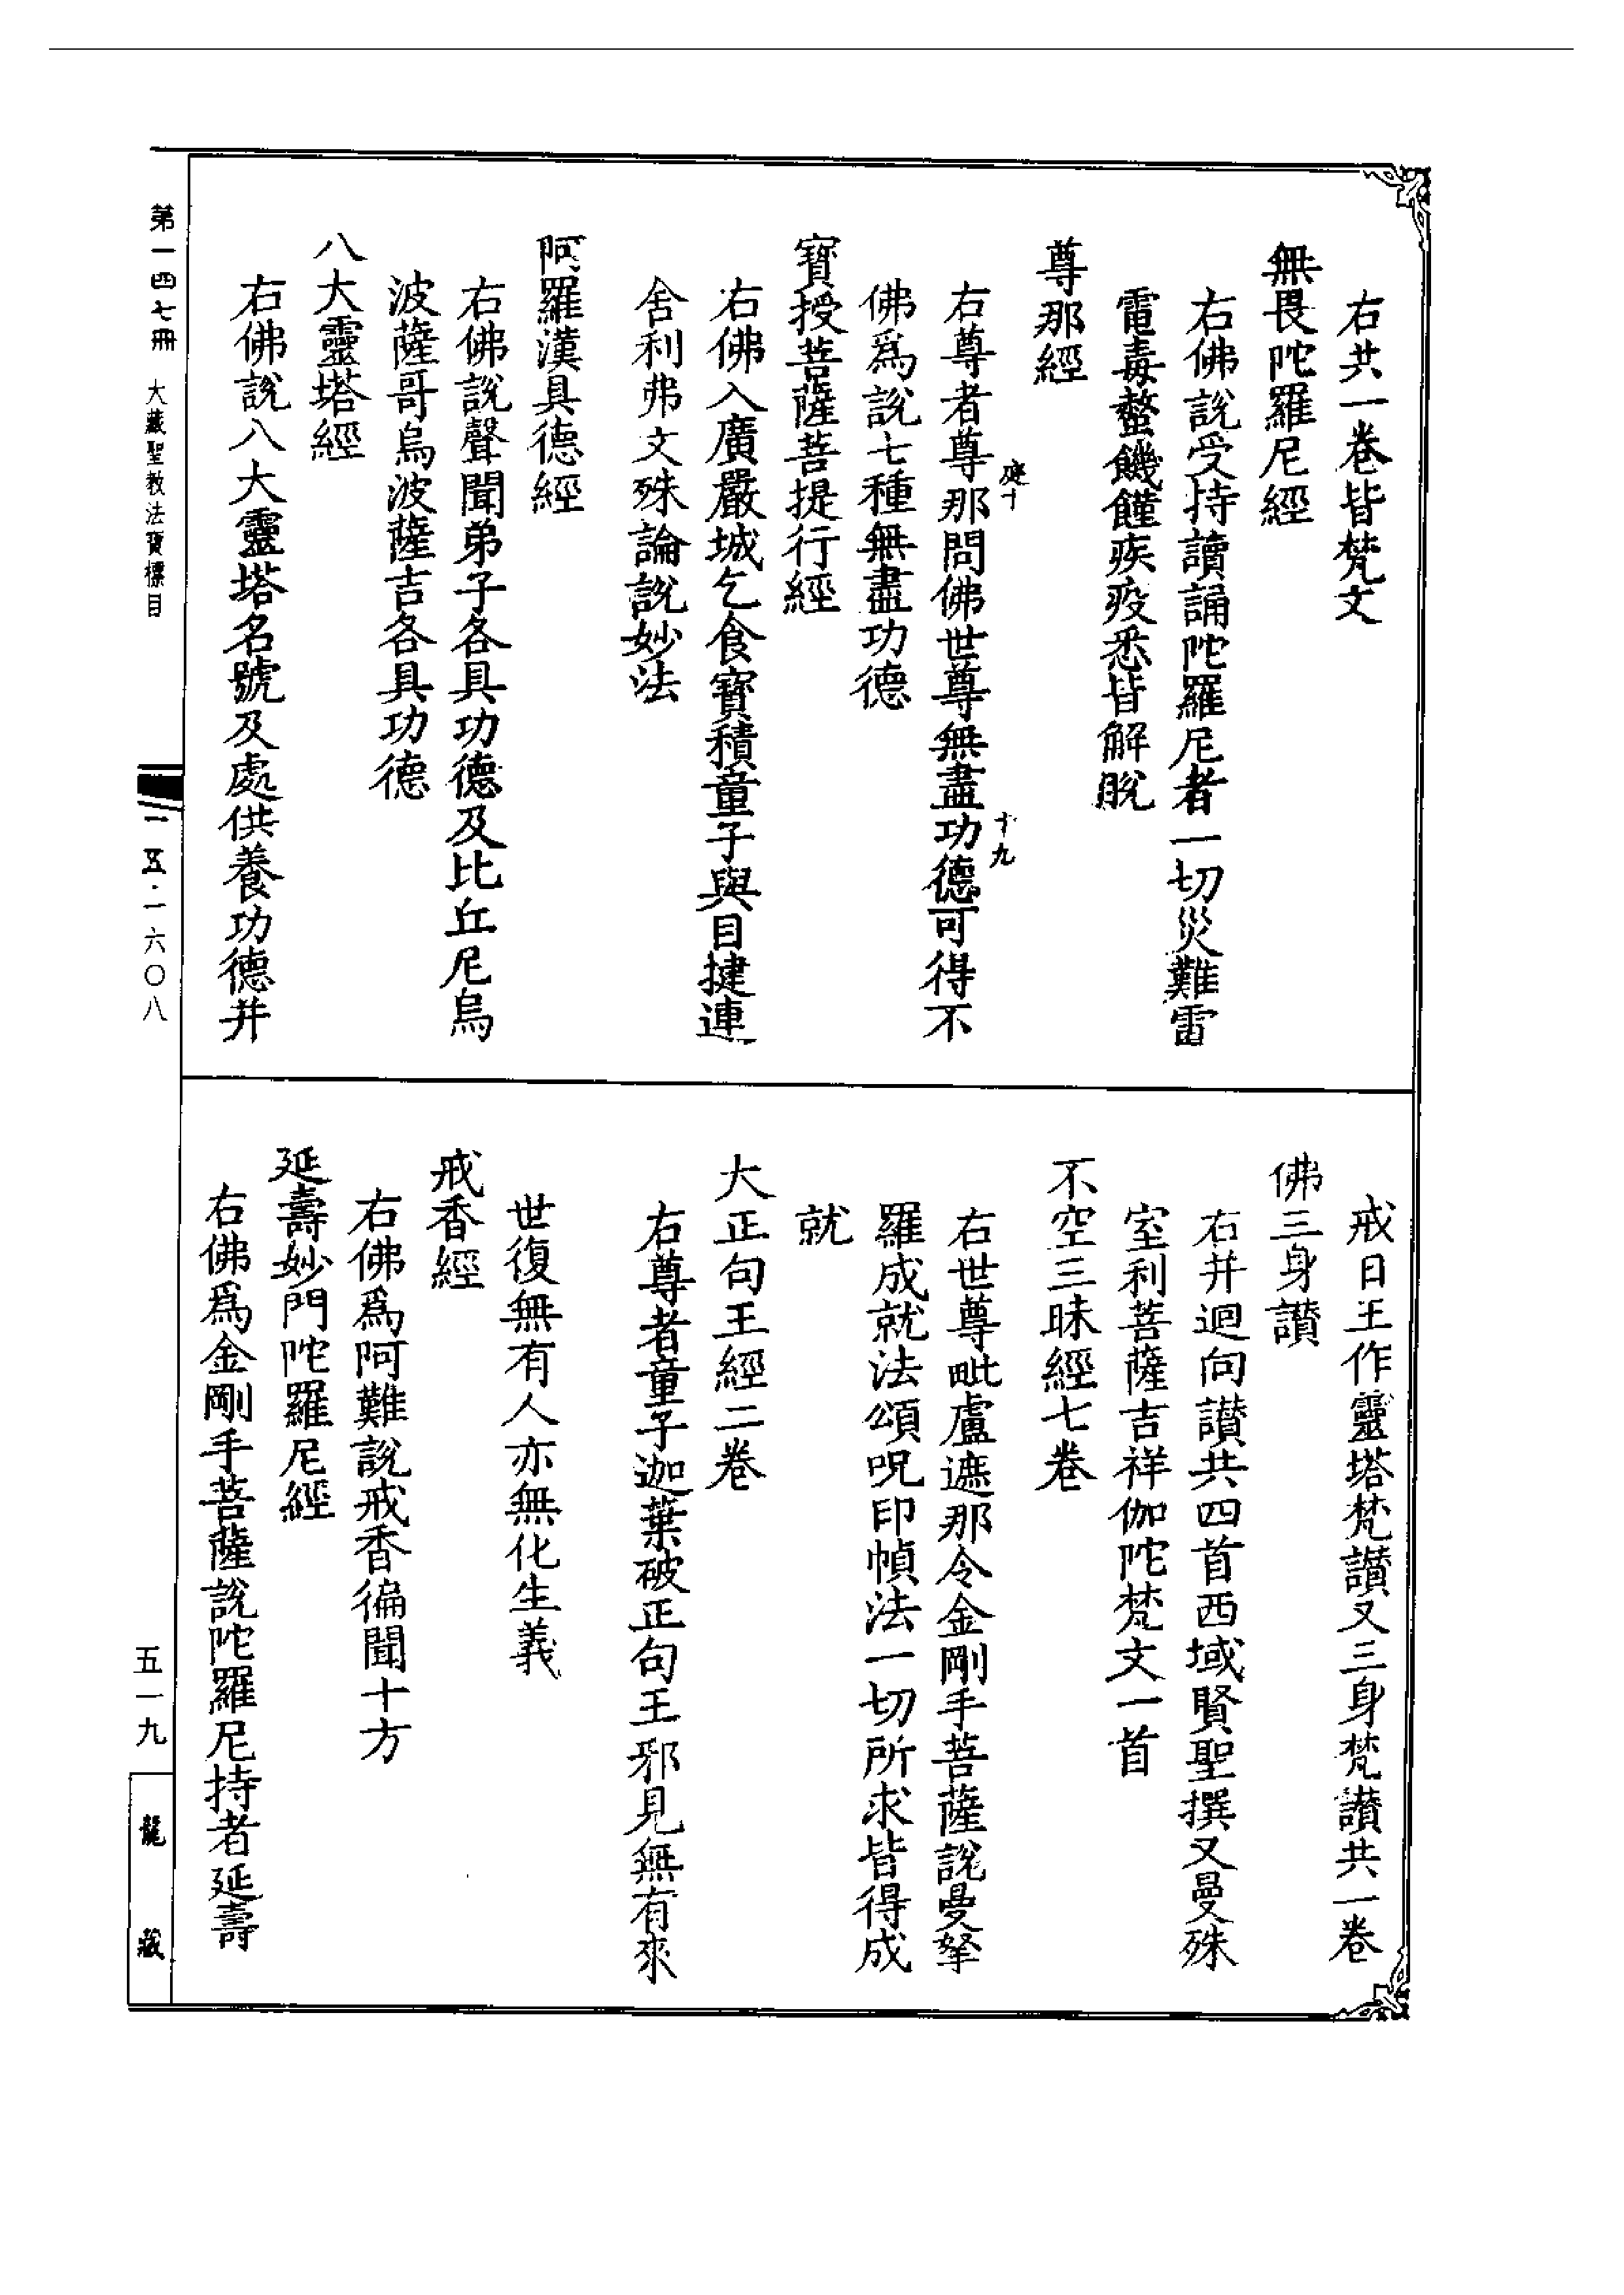 右共一卷皆梵文
無畏陀羅尼經
右佛說受持讀誦陀羅尼者一切災難雷
電毒螫饑饉疾疫悉皆解脫
尊那經
右尊者尊那問佛世尊無盡功德可得不
十九
佛爲說七種無盡功德
寶授菩薩菩提行經
右佛入廣嚴城乞食寶積童子與目揵連
舍利弗文殊論說妙法
阿羅漢具德經
右佛說聲聞弟子各具功德及比丘尼烏
波薩哥烏波薩吉各具功德
八大靈塔經
右佛說八大靈塔名號及處供養功德并
戒日王作靈塔梵讃又三身梵讃共一卷
佛三身讃
右并迴向讃共四首西域賢聖撰又曼殊
室利菩薩吉祥伽陀梵文一首
不空三昧經七卷
右世尊毗盧遮那令金剛手菩薩說曼拏
羅成就法頌呪印幀法一切所求皆得成
就
大正句王經二卷
右尊者童子迦葉破正句王邪見無有來
世復無有人亦無化生義
戒香經
右佛爲阿難說戒香徧聞十方
延壽妙門陀羅尼經
右佛爲金剛手菩薩說陀羅尼持者延壽
第一四七冊 大藏聖教法寶標目
一五·一六〇八
五一九
龍藏